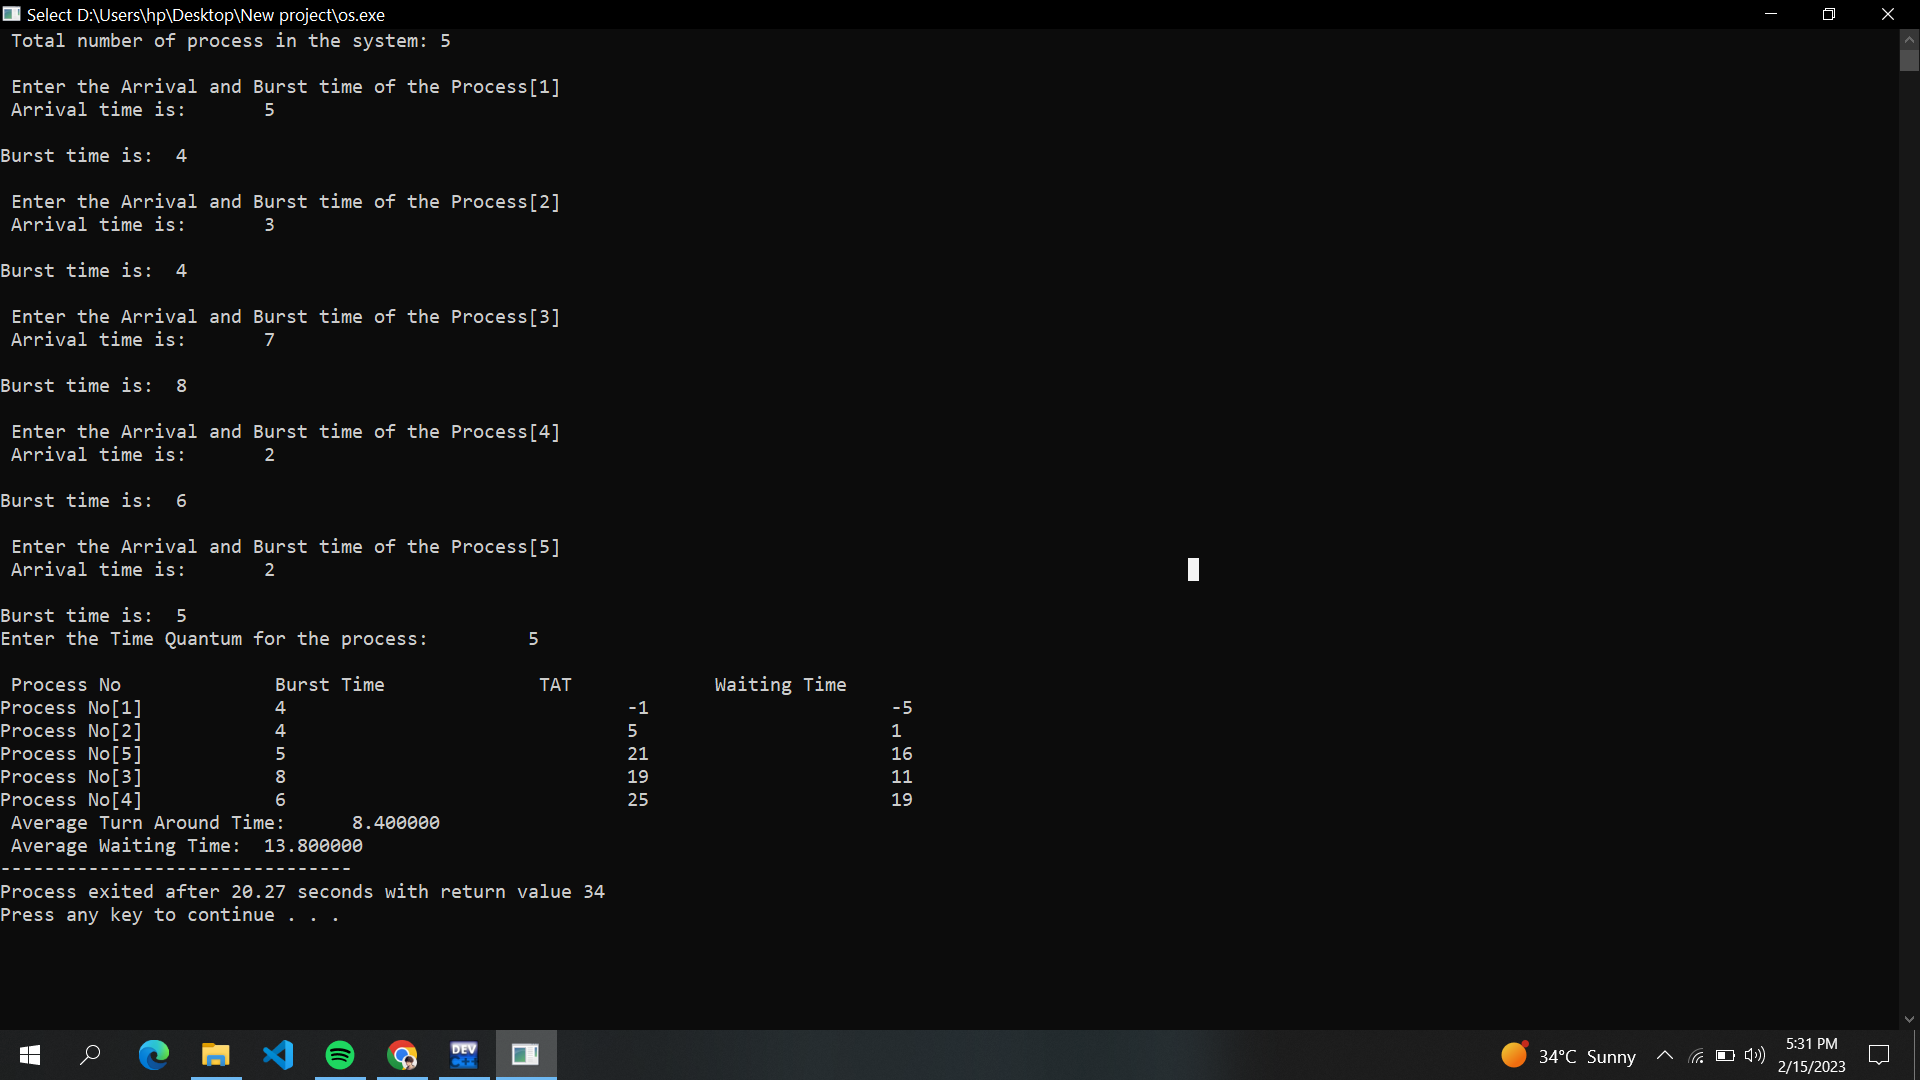 Select D:\Users\hp\Desktop\New project\os.exe
Total number of process in the system: 5
Enter the Arrival and Burst time of the Process[1]
Arrival time is: 5
Burst time is: 4
Enter the Arrival and Burst time of the Process[2]
Arrival time is: 3
Burst time is: 4
Enter the Arrival and Burst time of the Process[3]
Arrival time is: 7
Burst time is: 8
Enter the Arrival and Burst time of the Process[4]
Arrival time is: 2
Burst time is: 6
Enter the Arrival and Burst time of the Process[5]
Arrival time is: 2
Burst time is: 5
Enter the Time Quantum for the process: 5
Process No Burst Time TAT Waiting Time
Process No[1] 4 -1 -5
Process No[2] 4 5 1
Process No[5] 5 21 16
Process No[3] 8 19 11
Process No[4] 6 25 19
Average Turn Around Time: 8.400000
Average Waiting Time: 13.800000
--------------------------------
Process exited after 20.27 seconds with return value 34
Press any key to continue . . .
DEV
C++
34°C Sunny
5:31 PM
2/15/2023